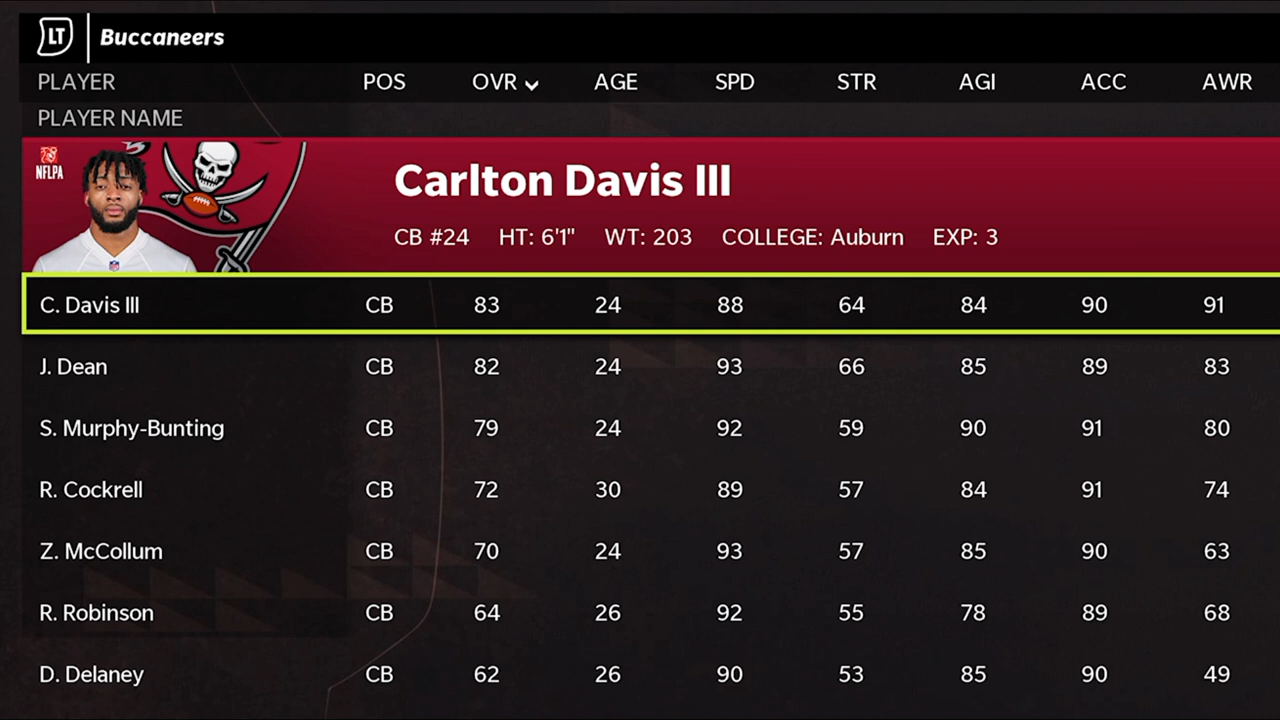 LT Buccaneers
PLAYER POS OVR AGE SPD STR AGI ACC AWR
PLAYER NAME
NFLPA
Carlton Davis III
CB #24 HT: 6'1" WT: 203 COLLEGE: Auburn EXP: 3
C. Davis III CB 83 24 88 64 84 90 91
J. Dean CB 82 24 93 66 85 89 83
S. Murphy-Bunting CB 79 24 92 59 90 91 80
R. Cockrell CB 72 30 89 57 84 91 74
Z. McCollum CB 70 24 93 57 85 90 63
R. Robinson CB 64 26 92 55 78 89 68
D. Delaney CB 62 26 90 53 85 90 49